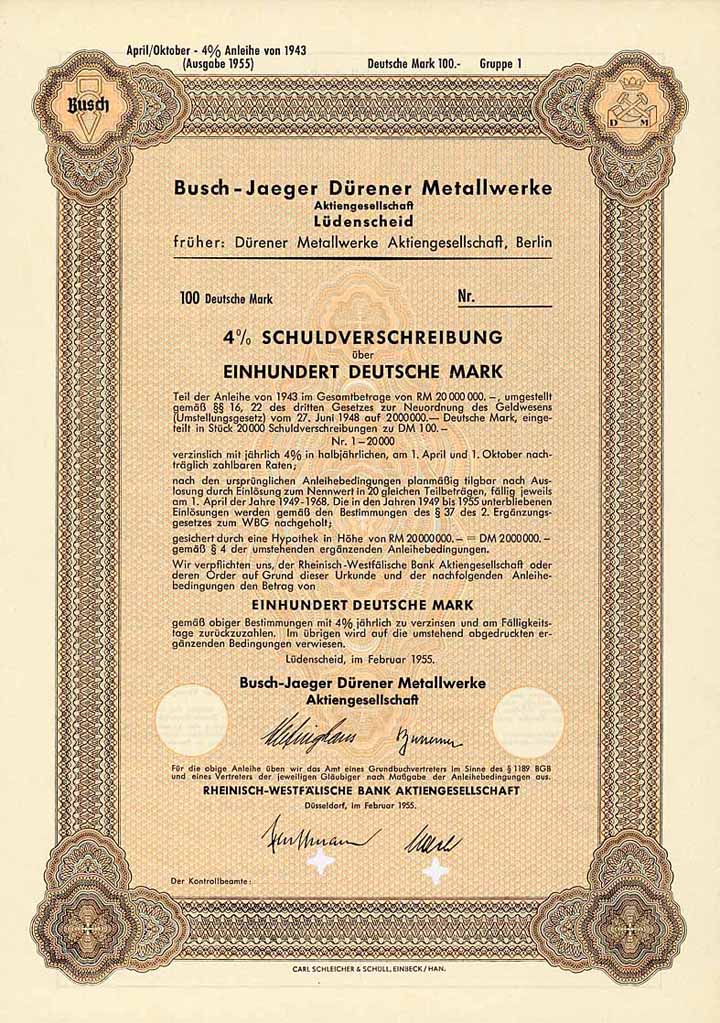 April/Oktober - 4% Anleihe von 1943
(Ausgabe 1955)
Deutsche Mark 100.- Gruppe 1
Busch
D M
Busch-Jaeger Dürener Metallwerke
Aktiengesellschaft
Lüdenscheid
früher: Dürener Metallwerke Aktiengesellschaft, Berlin
100 Deutsche Mark
Nr.
4% SCHULDVERSCHREIBUNG
über
EINHUNDERT DEUTSCHE MARK
Teil der Anleihe von 1943 im Gesamtbetrage von RM 20 000 000. –, umgestellt
gemäß §§ 16, 22 des dritten Gesetzes zur Neuordnung des Geldwesens
(Umstellungsgesetz) vom 27. Juni 1948 auf 2000000.— Deutsche Mark, einge-
teilt in Stück 20000 Schuldverschreibungen zu DM 100. –
Nr. 1–20000
verzinslich mit jährlich 4% in halbjährlichen, am 1. April und 1. Oktober nach-
träglich zahlbaren Raten;
nach den ursprünglichen Anleihebedingungen planmäßig tilgbar nach Aus-
losung durch Einlösung zum Nennwert in 20 gleichen Teilbeträgen, fällig jeweils
am 1. April der Jahre 1949-1968. Die in den Jahren 1949 bis 1955 unterbliebenen
Einlösungen werden gemäß den Bestimmungen des § 37 des 2. Ergänzungs-
gesetzes zum WBG nachgeholt;
gesichert durch eine Hypothek in Höhe von RM 20000000. – = DM 2000000. –
gemäß § 4 der umstehenden ergänzenden Anleihebedingungen.
Wir verpflichten uns, der Rheinisch-Westfälische Bank Aktiengesellschaft oder
deren Order auf Grund dieser Urkunde und der nachfolgenden Anleihe-
bedingungen den Betrag von
EINHUNDERT DEUTSCHE MARK
gemäß obiger Bestimmungen mit 4% jährlich zu verzinsen und am Fälligkeits-
tage zurückzuzahlen. Im übrigen wird auf die umstehend abgedruckten er-
gänzenden Bedingungen verwiesen.
Lüdenscheid, im Februar 1955.
Busch-Jaeger Dürener Metallwerke
Aktiengesellschaft
Für die obige Anleihe üben wir das Amt eines Grundbuchvertreters im Sinne des § 1189 BGB
und eines Vertreters der jeweiligen Gläubiger nach Maßgabe der Anleihebedingungen aus.
RHEINISCH-WESTFÄLISCHE BANK AKTIENGESELLSCHAFT
Düsseldorf, im Februar 1955.
Der Kontrollbeamte:
CARL SCHLEICHER & SCHÜLL, EINBECK/HAN.